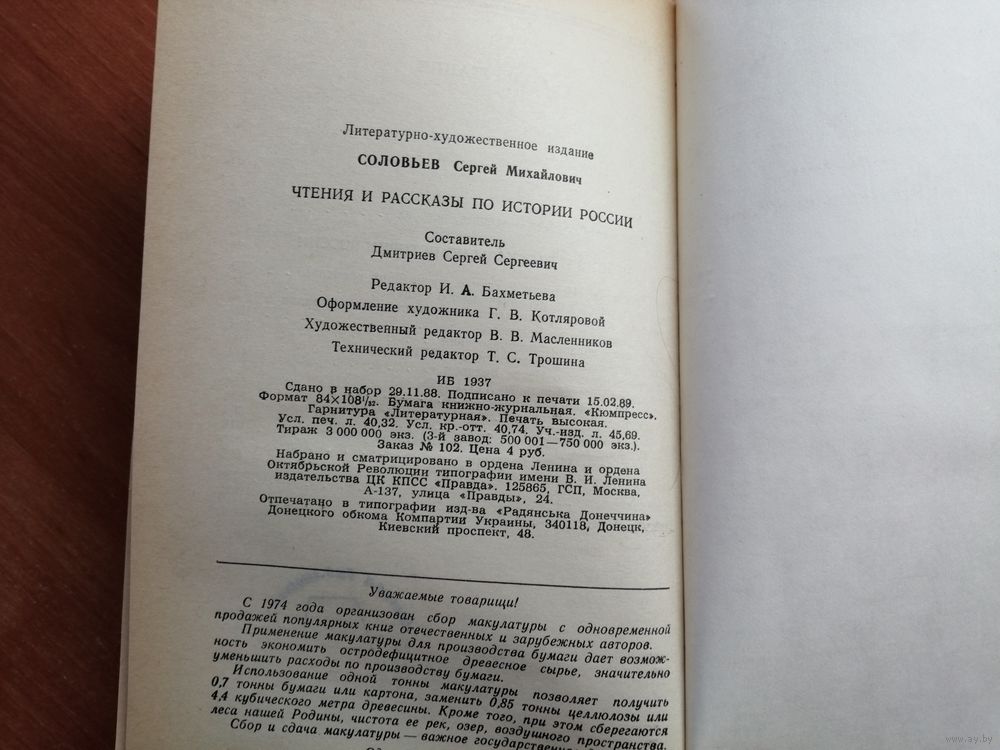 Литературно-художественное издание
СОЛОВЬЕВ Сергей Михайлович
ЧТЕНИЯ И РАССКАЗЫ ПО ИСТОРИИ РОССИИ
Составитель
Дмитриев Сергей Сергеевич
Редактор И. А. Бахметьева
Оформление художника Г. В. Котляровой
Художественный редактор В. В. Масленников
Технический редактор Т. С. Трошина
ИБ 1937
Сдано в набор 29.11.88. Подписано к печати 15.02.89.
Формат 84×108¹/₃₂. Бумага книжно-журнальная. «Кюмпресс».
Гарнитура «Литературная». Печать высокая.
Усл. печ. л. 40,32. Усл. кр.-отт. 40,74. Уч.-изд. л. 45,69.
Тираж 3 000 000 экз. (3-й завод: 500 001—750 000 экз.).
Заказ № 102. Цена 4 руб.
Набрано и сматрицировано в ордена Ленина и ордена
Октябрьской Революции типографии имени В. И. Ленина
издательства ЦК КПСС «Правда». 125865, ГСП, Москва,
А-137, улица «Правды», 24.
Отпечатано в типографии изд-ва «Радянська Донеччина»
Донецкого обкома Компартии Украины, 340118, Донецк,
Киевский проспект, 48.
Уважаемые товарищи!
С 1974 года организован сбор макулатуры с одновременной
продажей популярных книг отечественных и зарубежных авторов.
Применение макулатуры для производства бумаги дает возмож-
ность экономить остродефицитное древесное сырье, значительно
уменьшить расходы по производству бумаги.
Использование одной тонны макулатуры позволяет получить
0,7 тонны бумаги или картона, заменить 0,85 тонны целлюлозы или
4,4 кубического метра древесины. Кроме того, при этом сберегаются
леса нашей Родины, чистота ее рек, озер, воздушного пространства.
Сбор и сдача макулатуры — важное государственное
www.ay.by